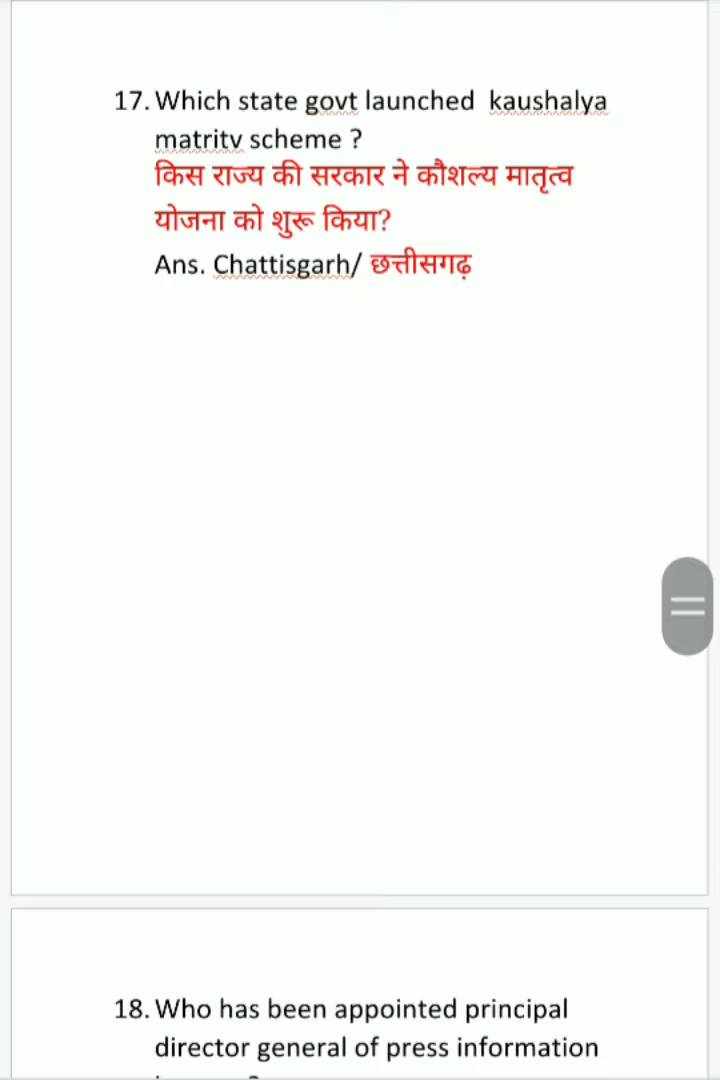 17. Which state govt launched kaushalya
matritv scheme ?
किस राज्य की सरकार ने कौशल्य मातृत्व
योजना को शुरू किया?
Ans. Chattisgarh/ छत्तीसगढ़
18. Who has been appointed principal
director general of press information